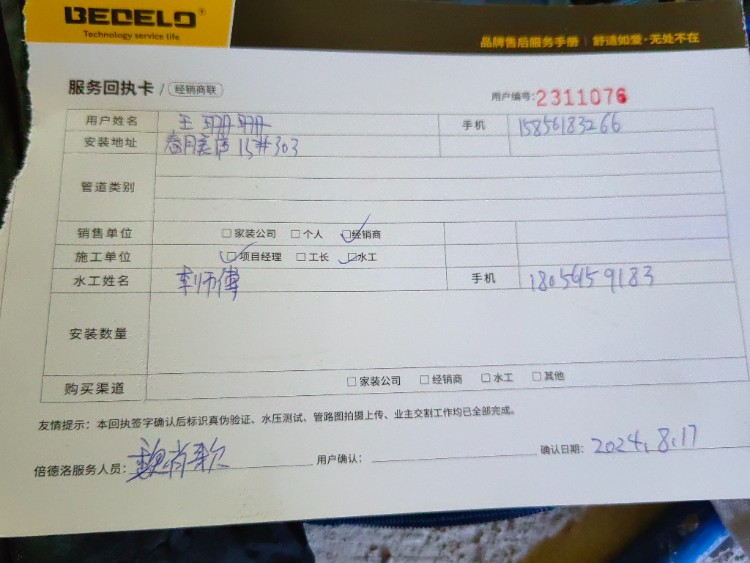 BEDELO
Technology service life
品牌售后服务手册 | 舒适如爱·无处不在
服务回执卡 / 经销商联
用户编号: 2311076
用户姓名 王 手机 15856183266
安装地址 15#303
管道类别
销售单位 □家装公司 □个人 ☑经销商
施工单位 ☑项目经理 □工长 ☑水工
水工姓名 师傅 手机 18056459183
安装数量
购买渠道 □家装公司 □经销商 □水工 □其他
友情提示：本回执签字确认后标识真伪验证、水压测试、管路图拍摄上传、业主交割工作均已全部完成。
倍德洛服务人员: 魏肖 用户确认: 确认日期: 2024.8.17